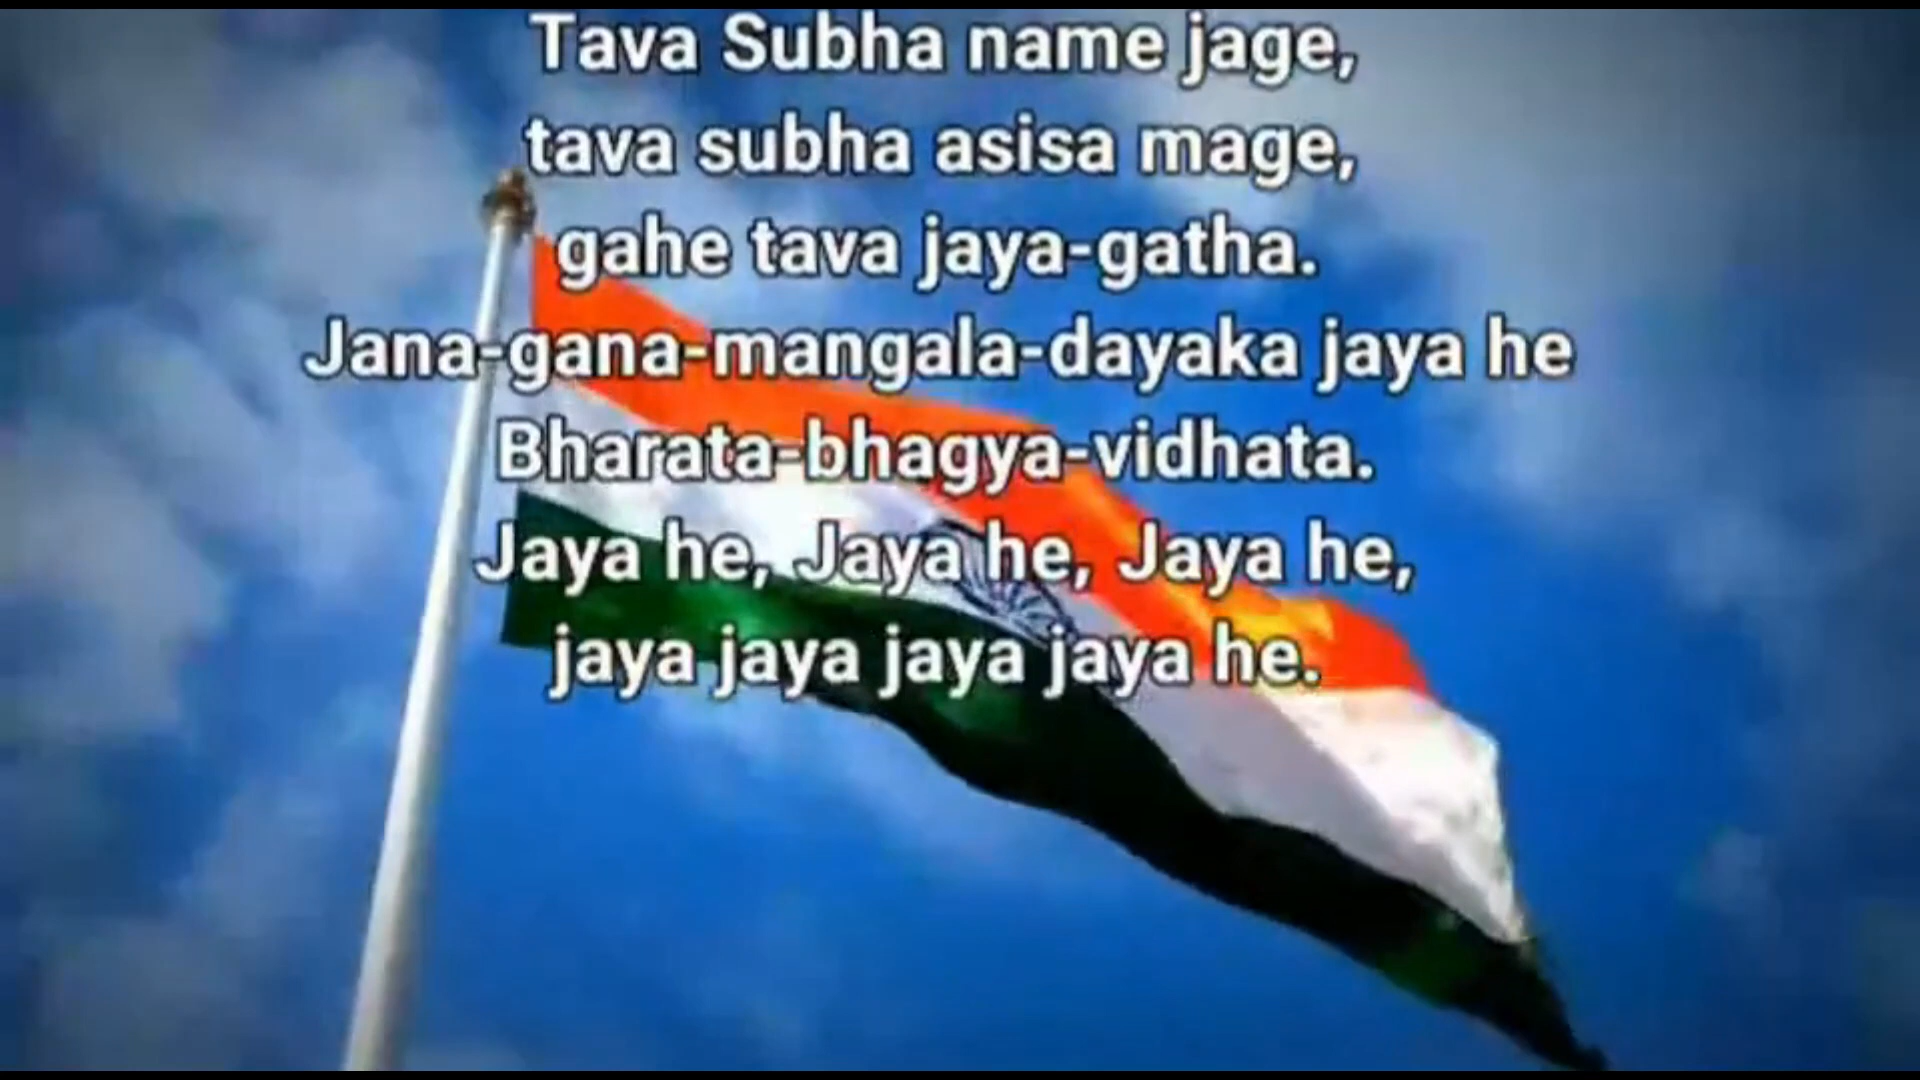 Tava Subha name jage,
tava subha asisa mage,
gahe tava jaya-gatha.
Jana-gana-mangala-dayaka jaya he
Bharata-bhagya-vidhata.
Jaya he, Jaya he, Jaya he,
jaya jaya jaya jaya he.